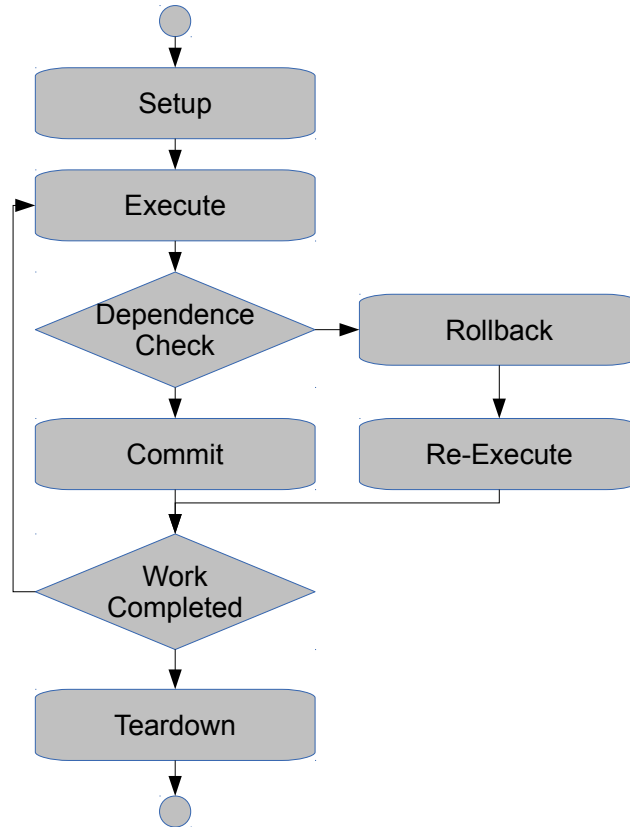 Setup
Execute
Dependence
Check
Rollback
Commit
Re-Execute
Work
Completed
Teardown